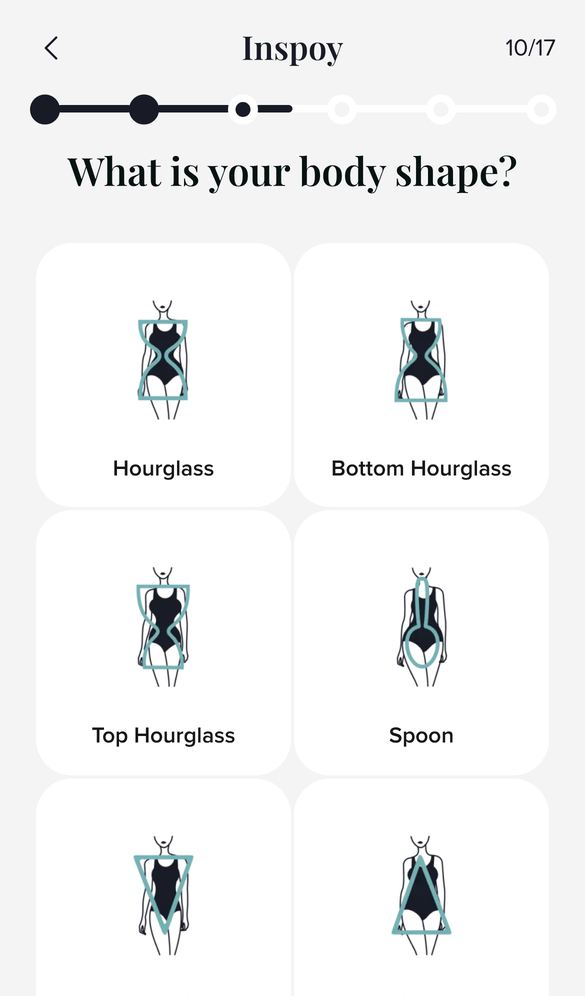 Inspoy
10/17
What is your body shape?
Hourglass
Bottom Hourglass
Top Hourglass
Spoon